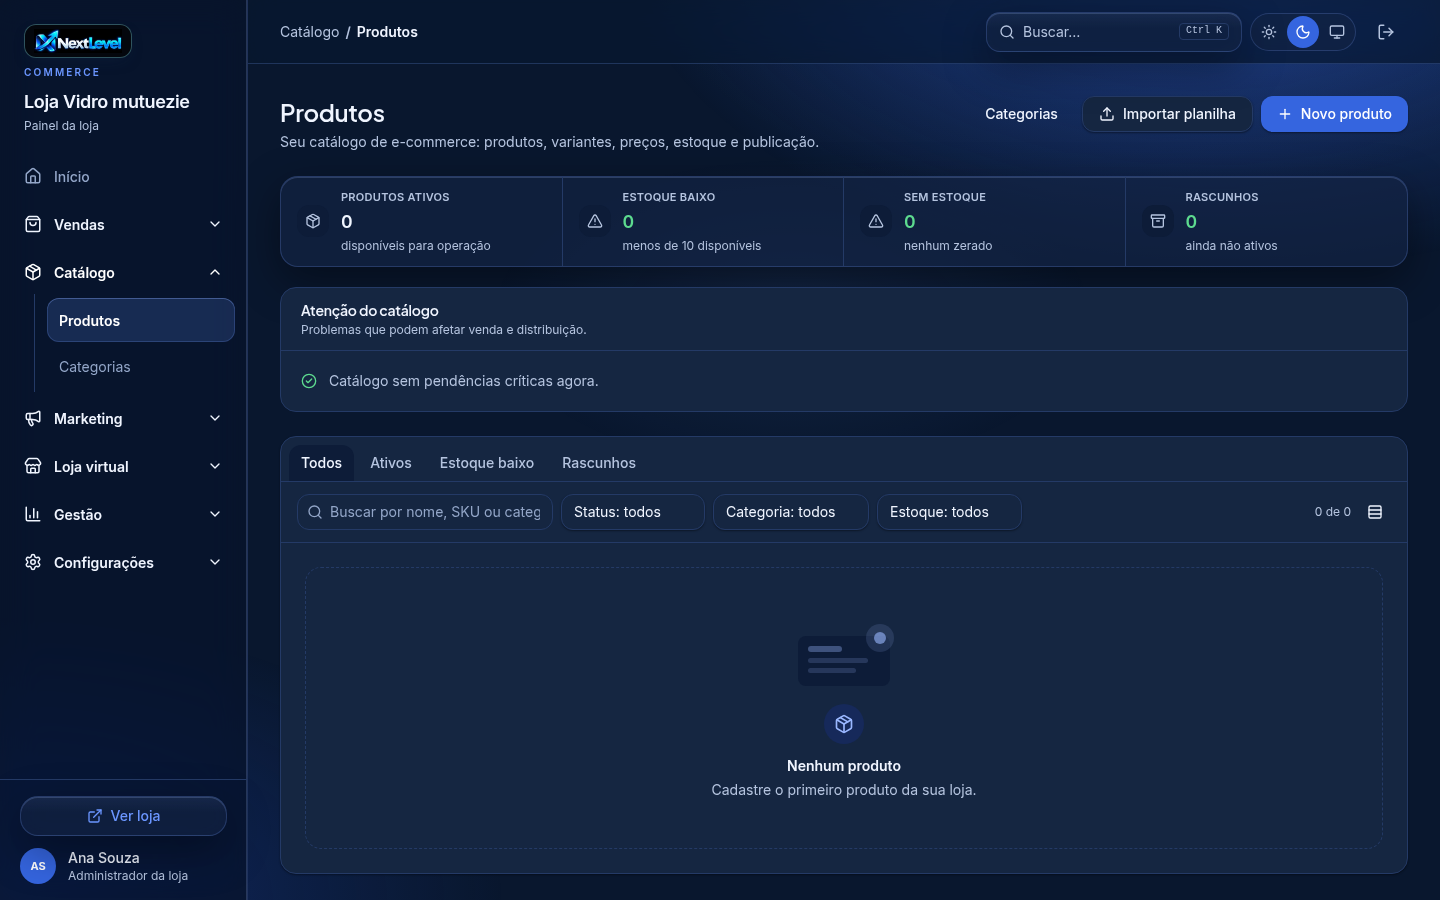 NextLevel
COMMERCE
Loja Vidro mutuezie
Painel da loja
Início
Vendas
Catálogo
Produtos
Categorias
Marketing
Loja virtual
Gestão
Configurações
Ver loja
AS
Ana Souza
Administrador da loja
Catálogo / Produtos
Buscar...
Ctrl K
Produtos
Seu catálogo de e-commerce: produtos, variantes, preços, estoque e publicação.
Categorias
Importar planilha
Novo produto
PRODUTOS ATIVOS
0
disponíveis para operação
ESTOQUE BAIXO
0
menos de 10 disponíveis
SEM ESTOQUE
0
nenhum zerado
RASCUNHOS
0
ainda não ativos
Atenção do catálogo
Problemas que podem afetar venda e distribuição.
Catálogo sem pendências críticas agora.
Todos
Ativos
Estoque baixo
Rascunhos
Buscar por nome, SKU ou categ
Status: todos
Categoria: todos
Estoque: todos
0 de 0
Nenhum produto
Cadastre o primeiro produto da sua loja.